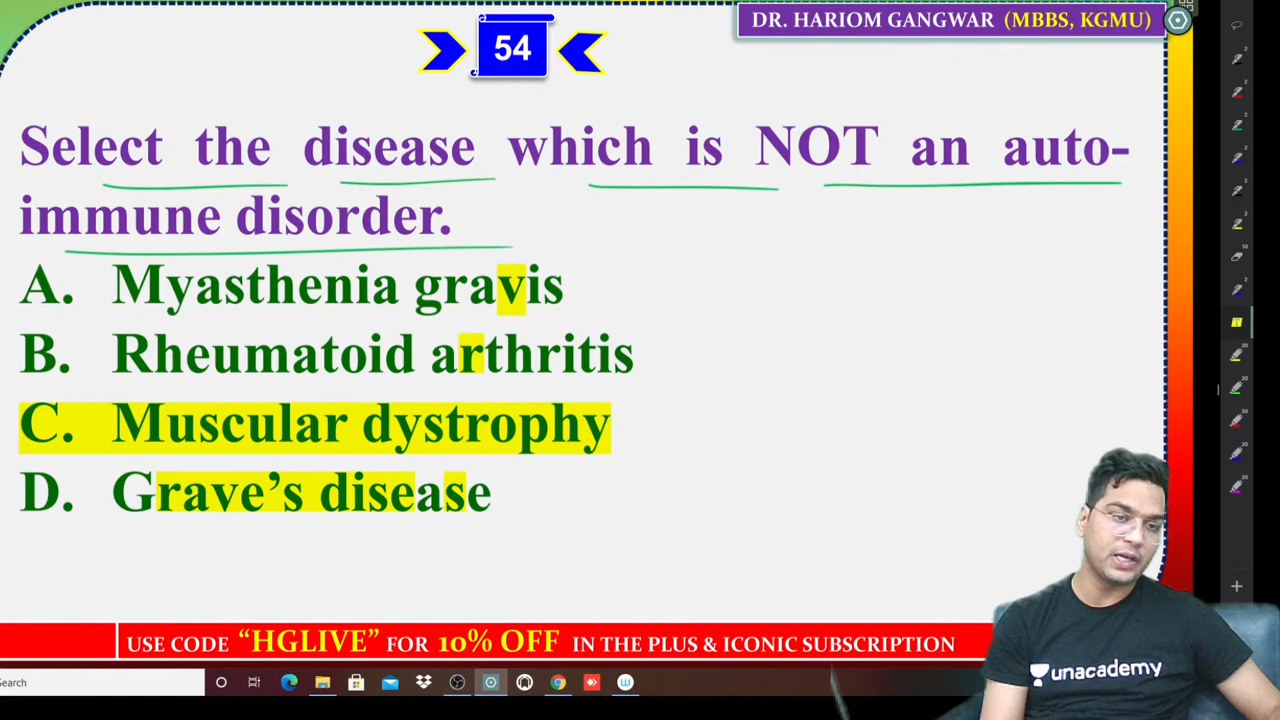 DR. HARIOM GANGWAR (MBBS, KGMU)
54
Select the disease which is NOT an auto-
immune disorder.
A. Myasthenia gravis
B. Rheumatoid arthritis
C. Muscular dystrophy
D. Grave's disease
unacademy
USE CODE "HGLIVE" FOR 10% OFF IN THE PLUS & ICONIC SUBSCRIPTION
Search